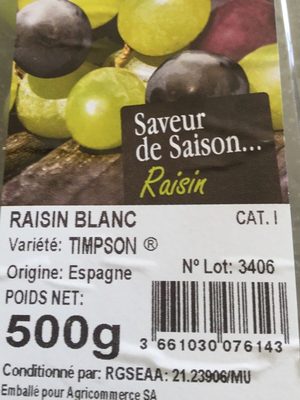 Saveur
de Saison...
Raisin
RAISIN BLANC CAT. I
Variété: TIMPSON ®
Origine: Espagne N° Lot: 3406
POIDS NET:
500g
3 661030 076143
Conditionné par: RGSEAA: 21.23906/MU
Emballé pour Agricommerce SA